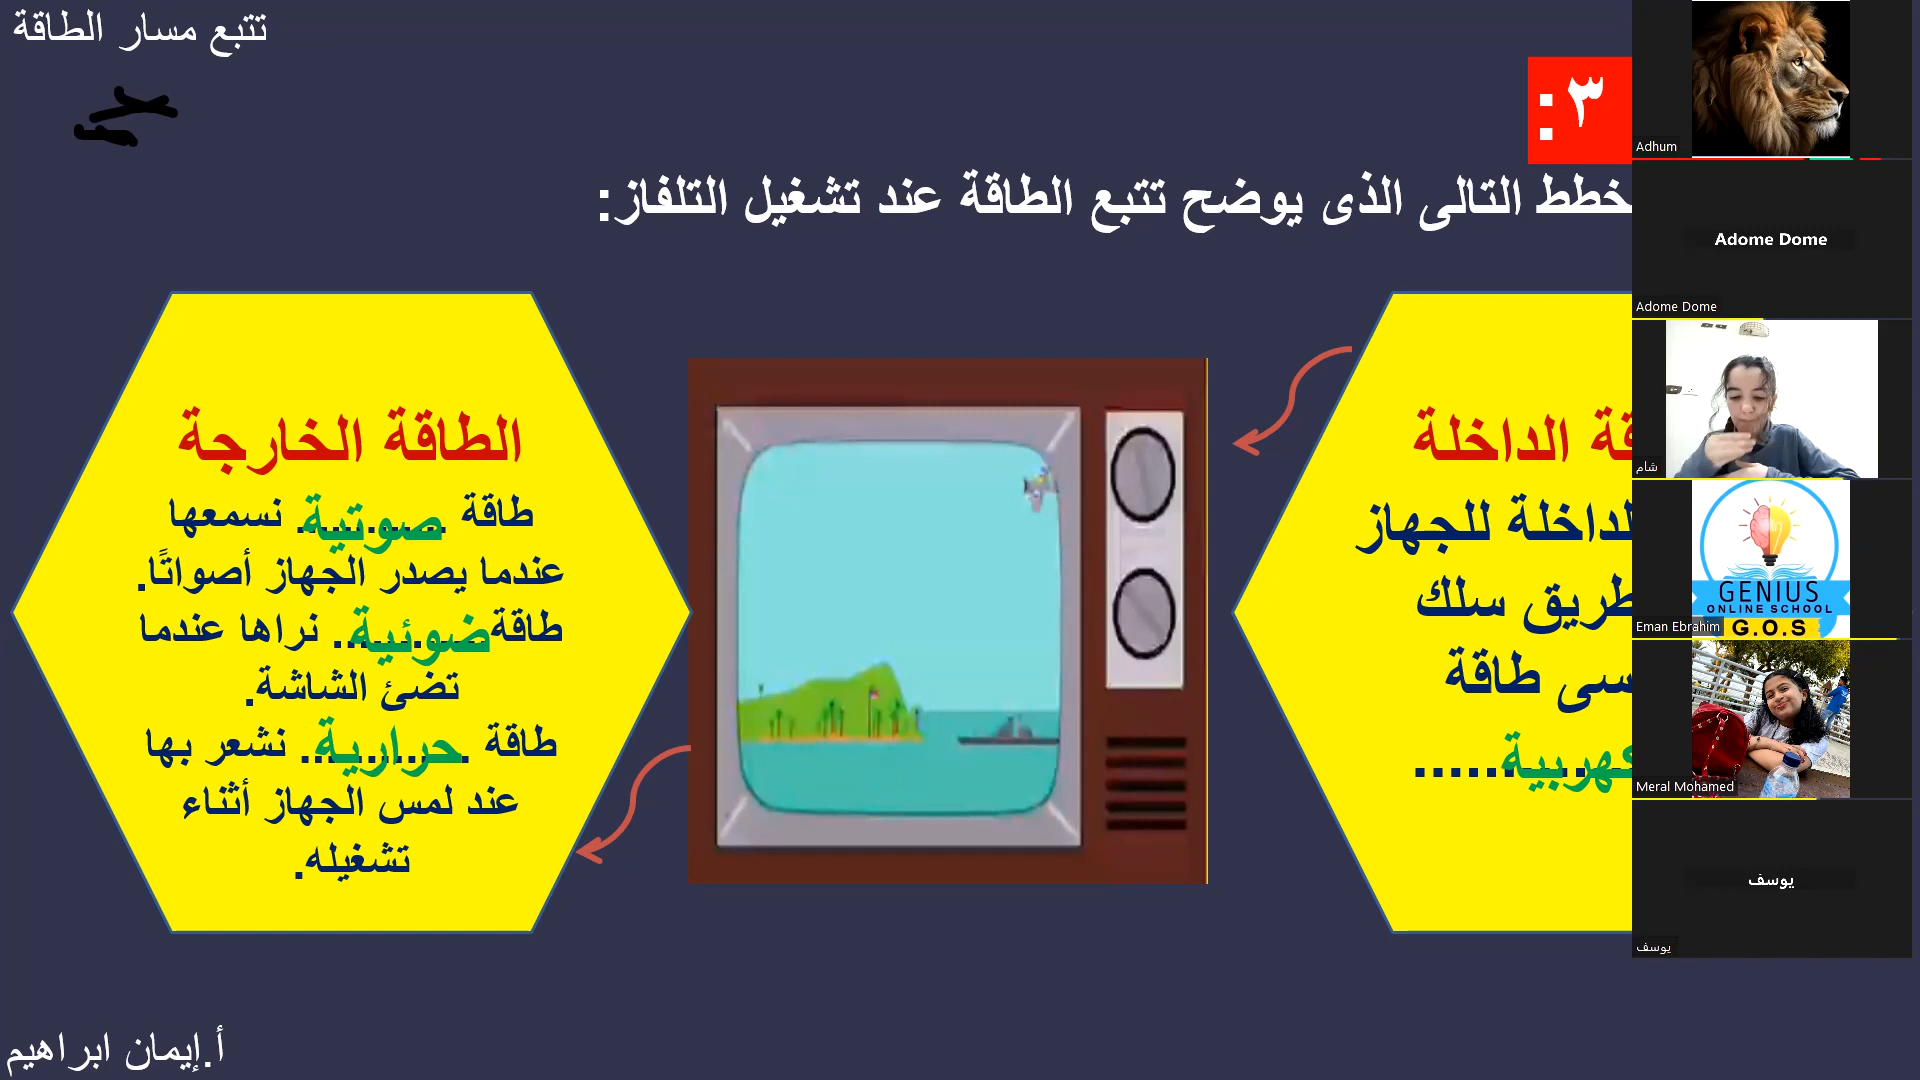 تتبع مسار الطاقة
٣:
خطط التالى الذى يوضح تتبع الطاقة عند تشغيل التلفاز:
قة الداخلة
لداخلة للجهاز
طريق سلك
سى طاقة
كهربية..........
الطاقة الخارجة
طاقة صوتية نسمعها
عندما يصدر الجهاز أصواتًا.
طاقة ضوئية نراها عندما
تضئ الشاشة.
طاقة حرارية نشعر بها
عند لمس الجهاز أثناء
تشغيله.
أ.إيمان ابراهيم
Adhum
Adome Dome
Adome Dome
شام
GENIUS
ONLINE SCHOOL
G.O.S
Eman Ebrahim
Meral Mohamed
يوسف
يوسف